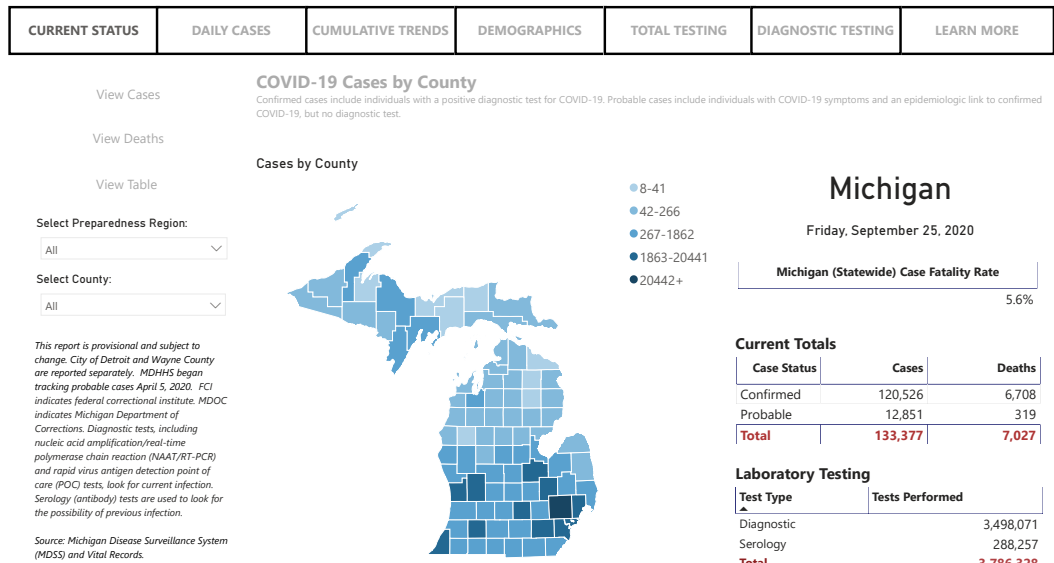 CURRENT STATUS
DAILY CASES
CUMULATIVE TRENDS
DEMOGRAPHICS
TOTAL TESTING
DIAGNOSTIC TESTING
LEARN MORE
View Cases
View Deaths
View Table
Select Preparedness Region:
All
Select County:
All
This report is provisional and subject to
change. City of Detroit and Wayne County
are reported separately. MDHHS began
tracking probable cases April 5, 2020. FCI
indicates federal correctional institute. MDOC
indicates Michigan Department of
Corrections. Diagnostic tests, including
nucleic acid amplification/real-time
polymerase chain reaction (NAAT/RT-PCR)
and rapid virus antigen detection point of
care (POC) tests, look for current infection.
Serology (antibody) tests are used to look for
the possibility of previous infection.
Source: Michigan Disease Surveillance System
(MDSS) and Vital Records.
COVID-19 Cases by County
Confirmed cases include individuals with a positive diagnostic test for COVID-19. Probable cases include individuals with COVID-19 symptoms and an epidemiologic link to confirmed
COVID-19, but no diagnostic test.
Cases by County
8-41
42-266
267-1862
1863-20441
20442+
Michigan
Friday, September 25, 2020
Michigan (Statewide) Case Fatality Rate
5.6%
Current Totals
Case Status Cases Deaths
Confirmed 120,526 6,708
Probable 12,851 319
Total 133,377 7,027
Laboratory Testing
Test Type Tests Performed
Diagnostic 3,498,071
Serology 288,257
Total 3,786,328